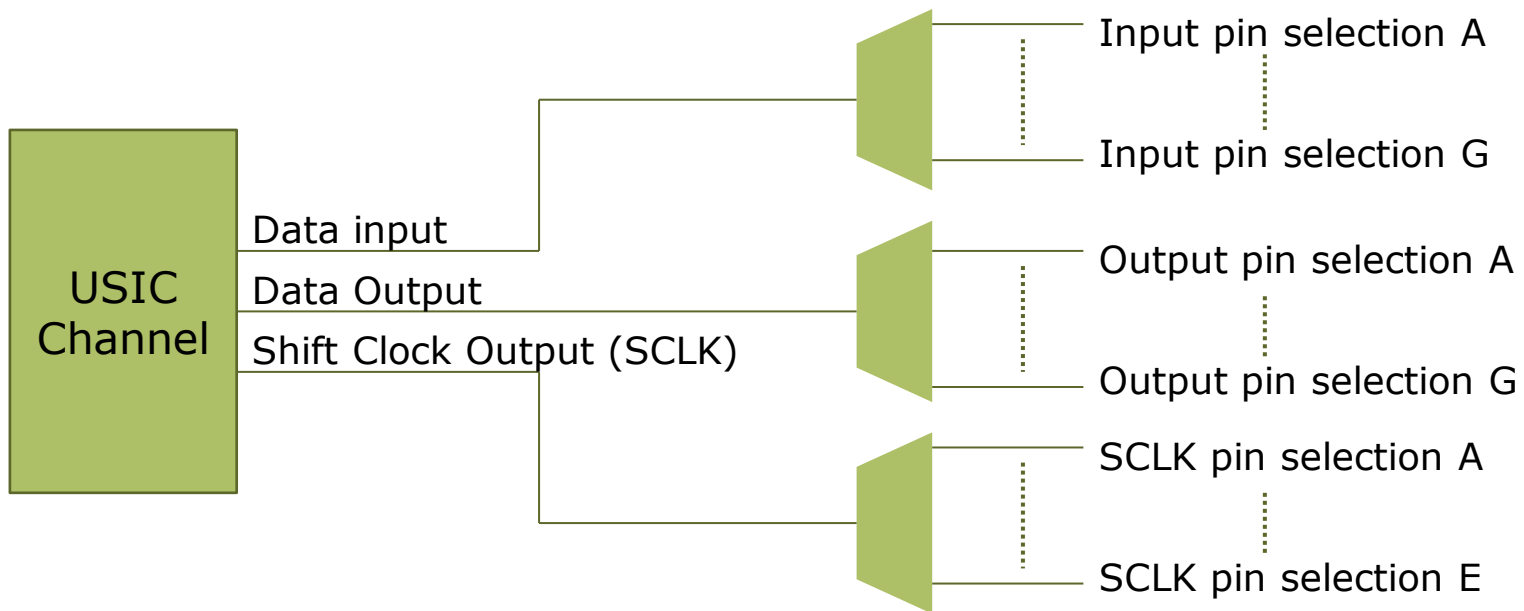 USIC
Channel
Data input
Data Output
Shift Clock Output (SCLK)
Input pin selection A
Input pin selection G
Output pin selection A
Output pin selection G
SCLK pin selection A
SCLK pin selection E